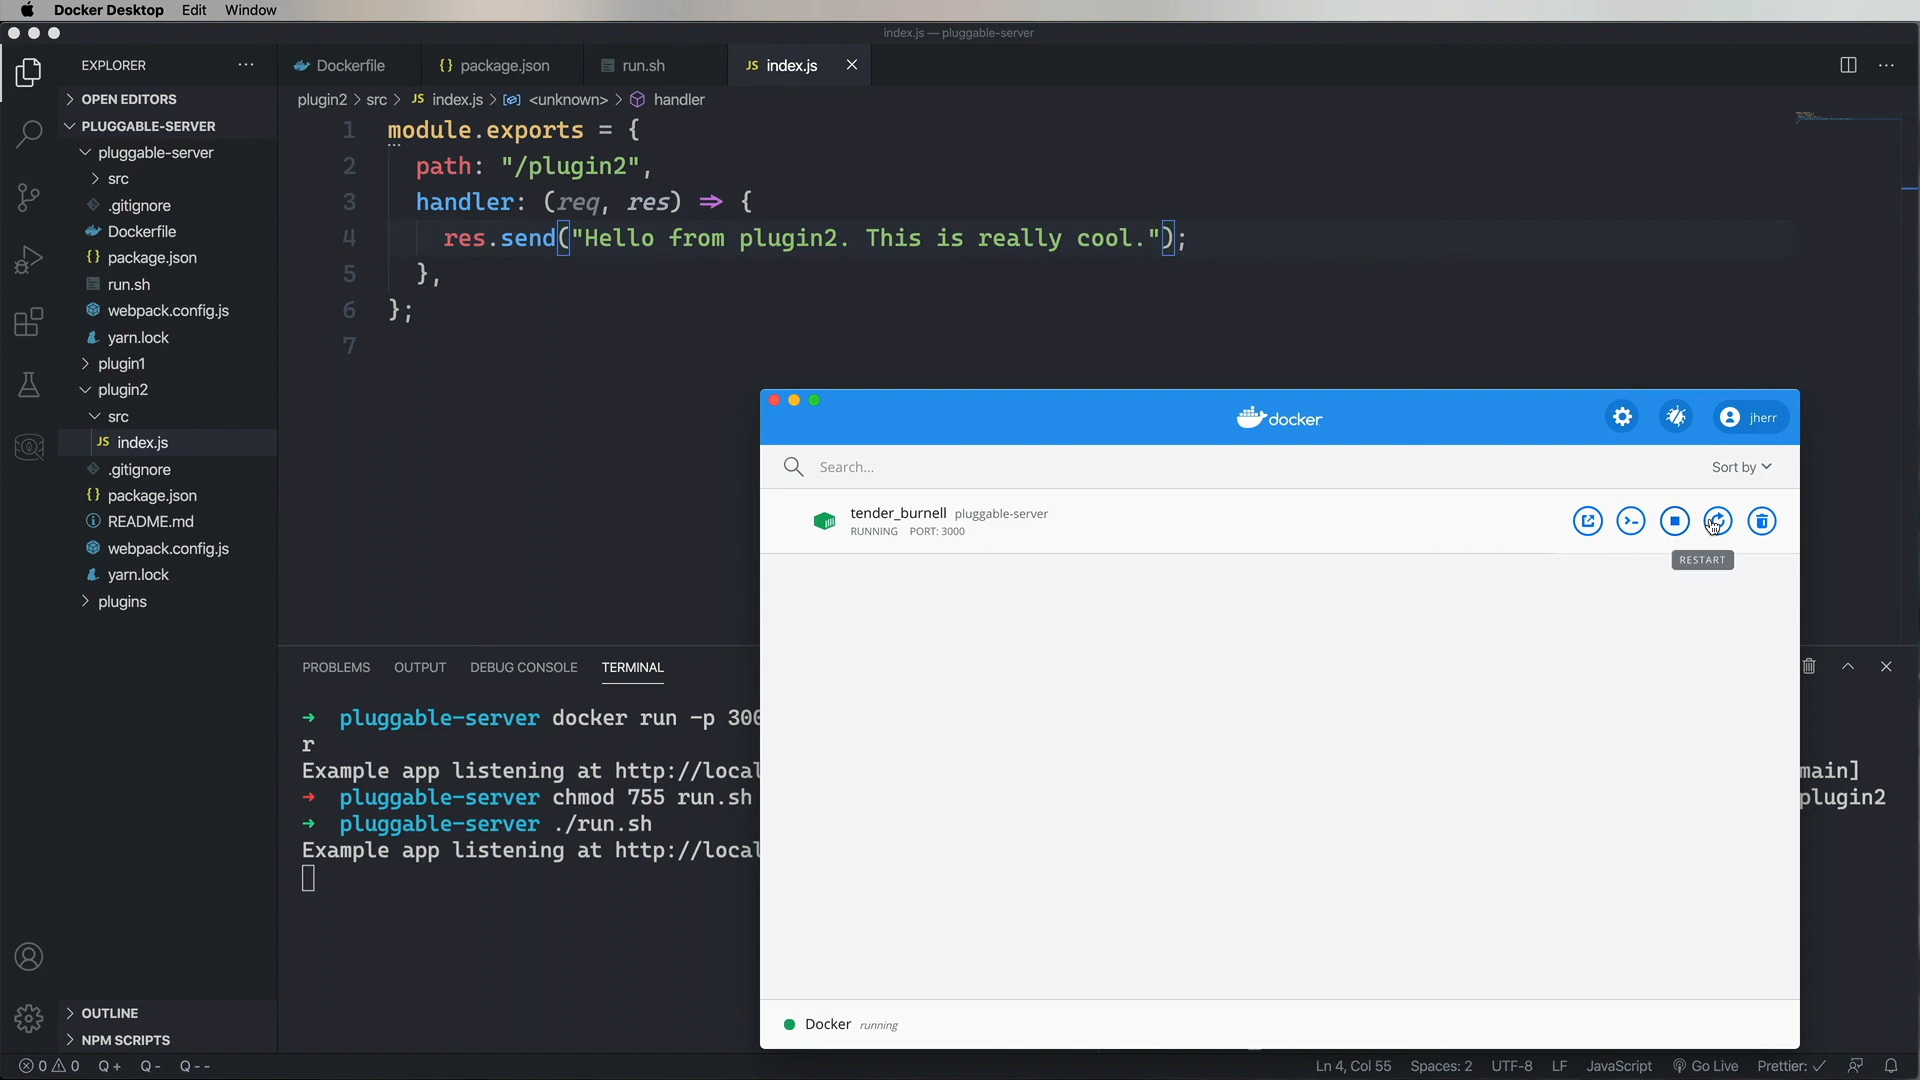 Docker Desktop Edit Window
index.js — pluggable-server
EXPLORER
Dockerfile
{} package.json
run.sh
JS index.js
OPEN EDITORS
PLUGGABLE-SERVER
pluggable-server
src
.gitignore
Dockerfile
{} package.json
run.sh
webpack.config.js
yarn.lock
plugin1
plugin2
src
JS index.js
.gitignore
{} package.json
README.md
webpack.config.js
yarn.lock
plugins
OUTLINE
NPM SCRIPTS
plugin2 > src > JS index.js > <unknown> > handler
1 module.exports = {
2 path: "/plugin2",
3 handler: (req, res) => {
4 res.send("Hello from plugin2. This is really cool.");
5 },
6 };
7
docker
jherr
Search...
Sort by
tender_burnell pluggable-server
RUNNING PORT: 3000
RESTART
Docker running
PROBLEMS OUTPUT DEBUG CONSOLE TERMINAL
→ pluggable-server docker run -p 300
r
Example app listening at http://local
main]
→ pluggable-server chmod 755 run.sh
plugin2
→ pluggable-server ./run.sh
Example app listening at http://local
0 0 Q+ Q- Q--
Ln 4, Col 55 Spaces: 2 UTF-8 LF JavaScript Go Live Prettier: ✓